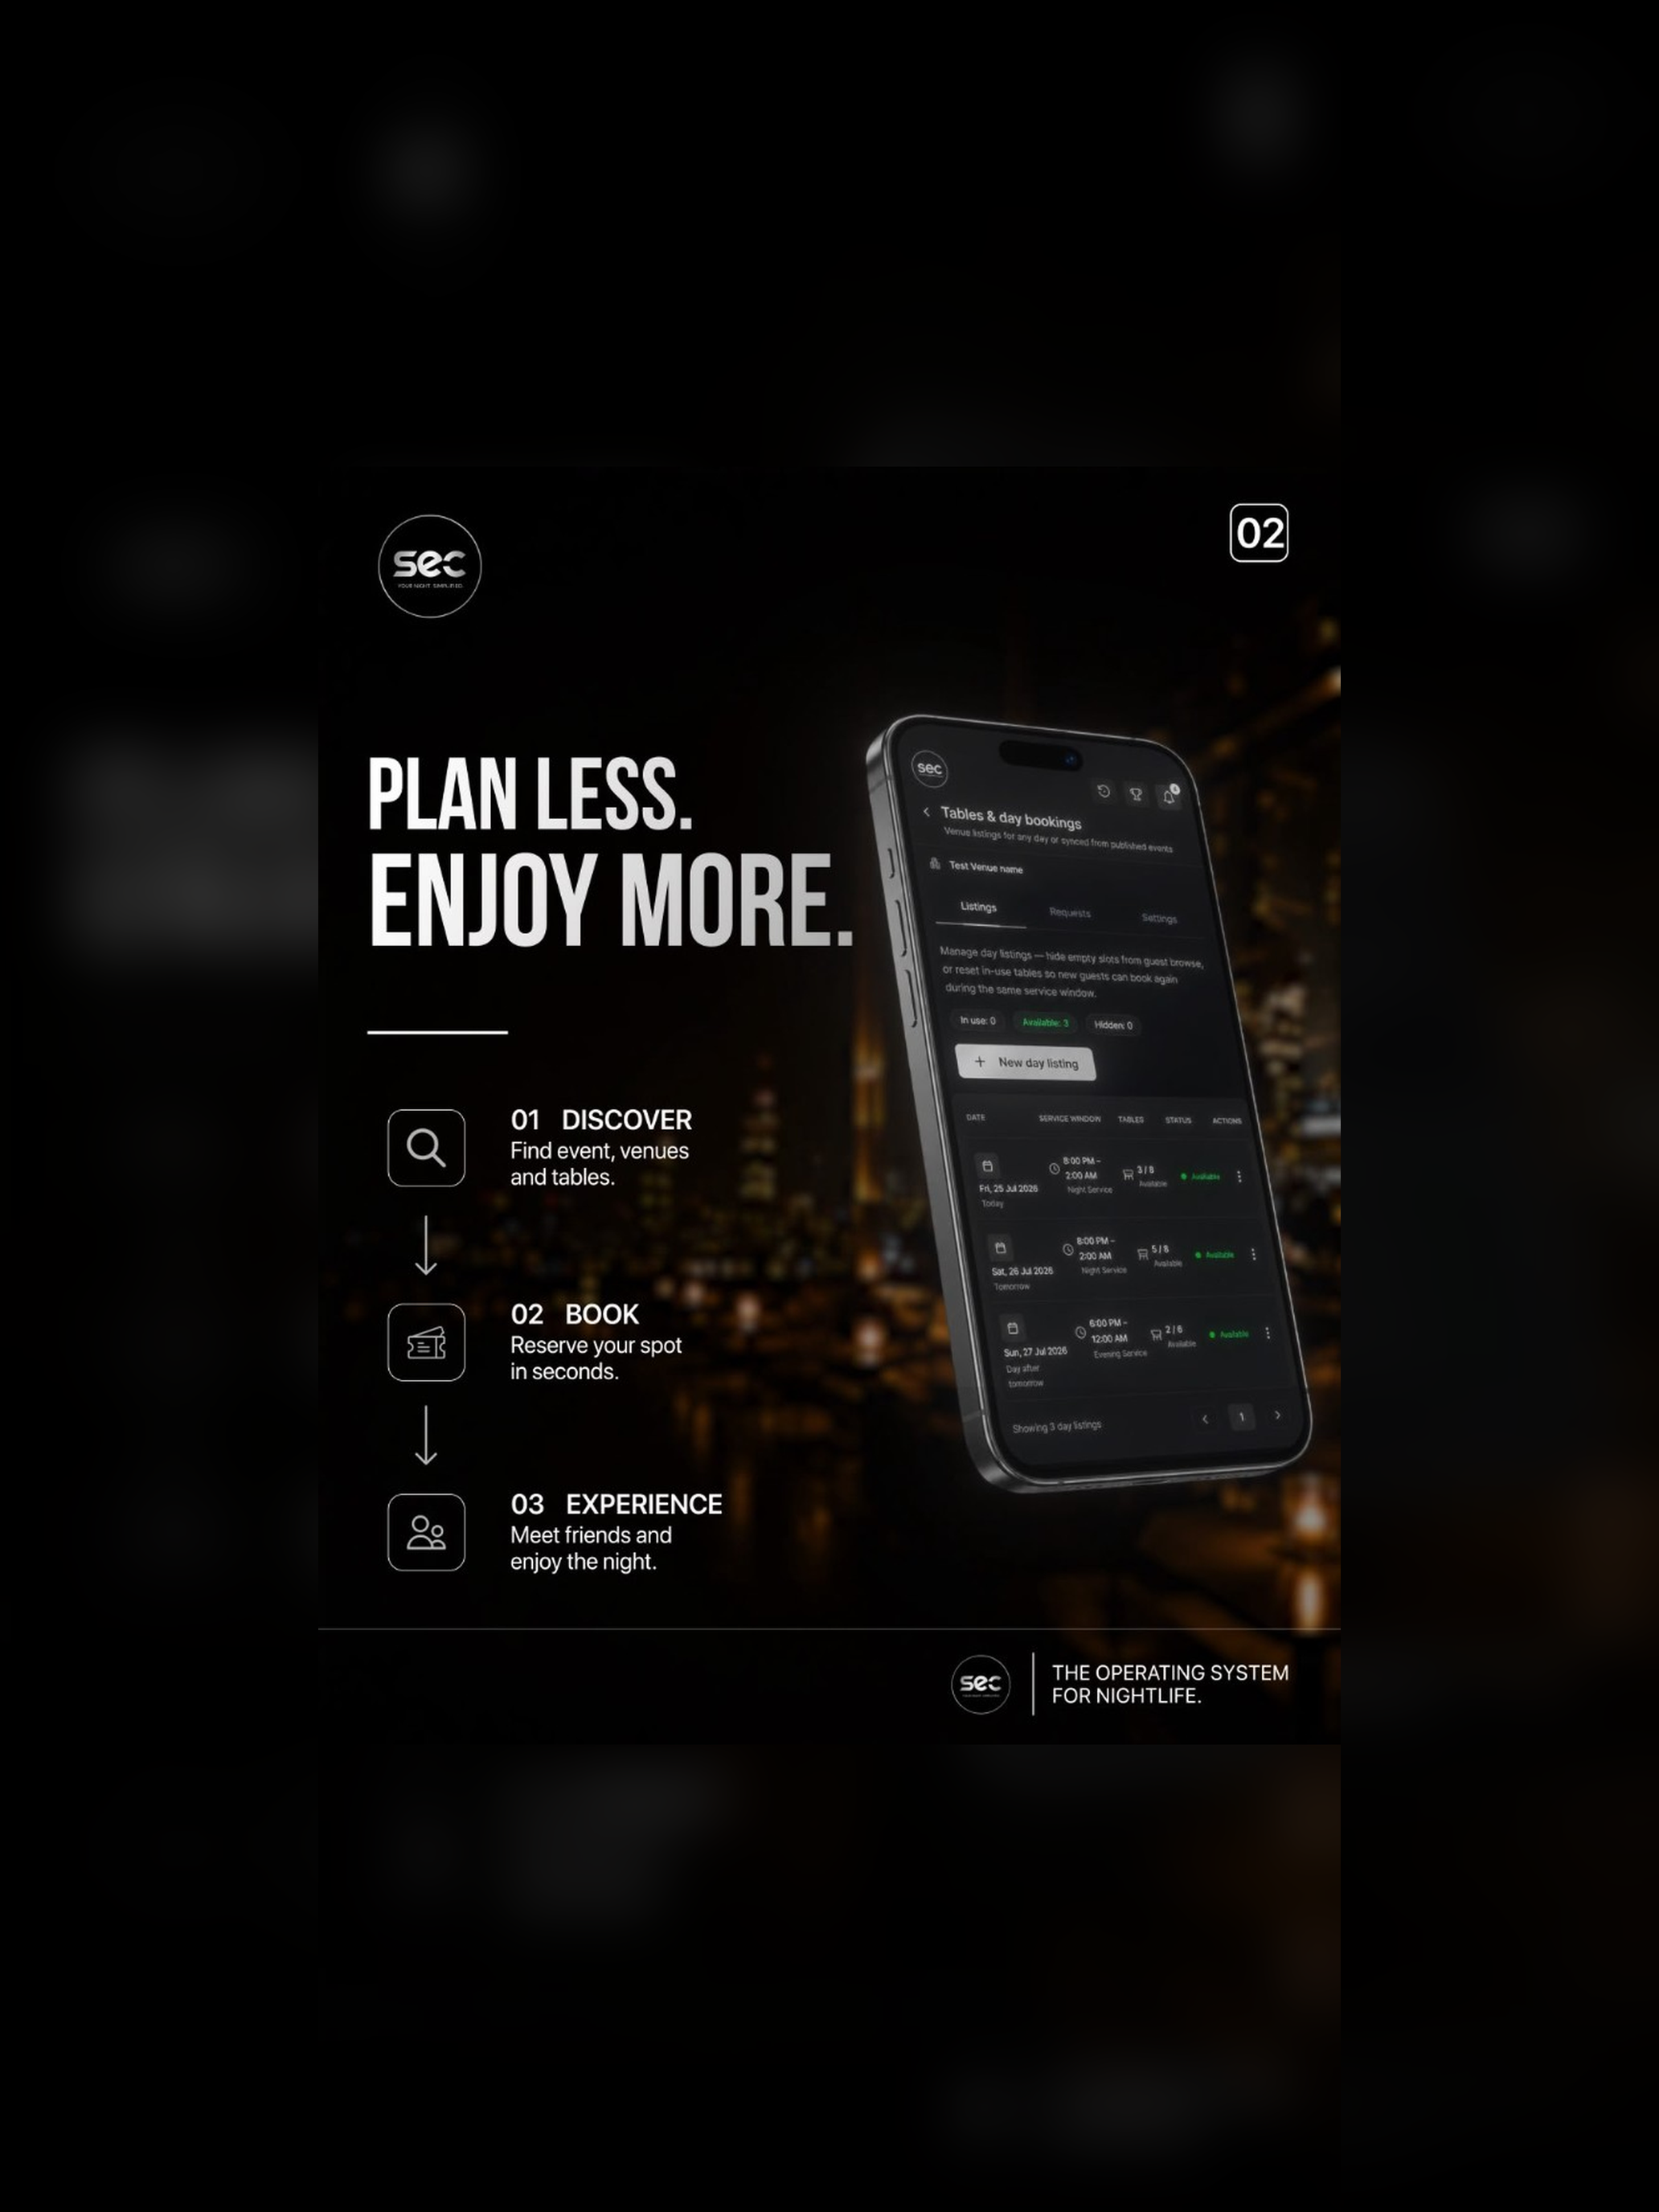 sec
YOUR NIGHT. SIMPLIFIED.
02
PLAN LESS.
ENJOY MORE.
01 DISCOVER
Find event, venues
and tables.
02 BOOK
Reserve your spot
in seconds.
03 EXPERIENCE
Meet friends and
enjoy the night.
sec
Tables & day bookings
Venue listings for any day or synced from published events
Test Venue name
Listings Requests Settings
Manage day listings — hide empty slots from guest browse,
or reset in-use tables so new guests can book again
during the same service window.
In use: 0 Available: 3 Hidden: 0
+ New day listing
DATE SERVICE WINDOW TABLES STATUS ACTIONS
8:00 PM –
2:00 AM
Night Service
3 / 8
Available
Available
Fri, 25 Jul 2026
Today
8:00 PM –
2:00 AM
Night Service
5 / 8
Available
Available
Sat, 26 Jul 2026
Tomorrow
6:00 PM –
12:00 AM
Evening Service
2 / 6
Available
Available
Sun, 27 Jul 2026
Day after
tomorrow
Showing 3 day listings
1
sec
THE OPERATING SYSTEM
FOR NIGHTLIFE.